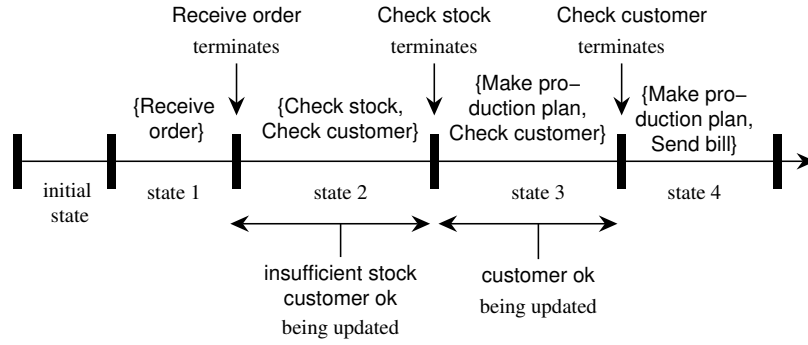 Receive order
terminates
Check stock
terminates
Check customer
terminates
{Receive
order}
{Check stock,
Check customer}
{Make pro−
duction plan,
Check customer}
{Make pro−
duction plan,
Send bill}
initial
state
state 1
state 2
state 3
state 4
insufficient stock
customer ok
being updated
customer ok
being updated